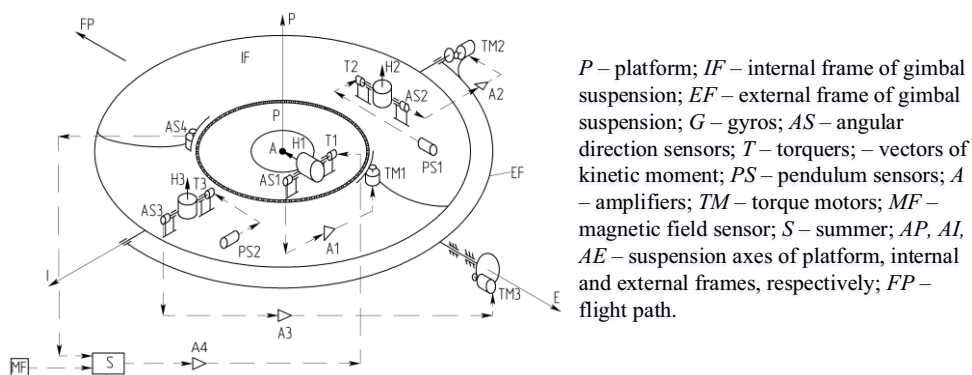 P
FP
IF
TM2
T2
H2
AS2
A2
P
AS4
H1
T1
A
PS1
TM1
H3
AS1
T3
EF
AS3
A1
PS2
I
TM3
E
A3
A4
MF
S
P – platform; IF – internal frame of gimbal
suspension; EF – external frame of gimbal
suspension; G – gyros; AS – angular
direction sensors; T – torquers; – vectors of
kinetic moment; PS – pendulum sensors; A
– amplifiers; TM – torque motors; MF –
magnetic field sensor; S – summer; AP, AI,
AE – suspension axes of platform, internal
and external frames, respectively; FP –
flight path.